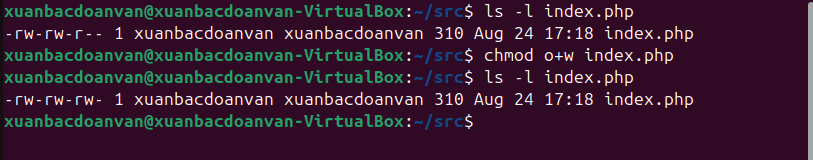 xuanbacdoanvan@xuanbacdoanvan-VirtualBox:~/src$ ls -l index.php
-rw-rw-r-- 1 xuanbacdoanvan xuanbacdoanvan 310 Aug 24 17:18 index.php
xuanbacdoanvan@xuanbacdoanvan-VirtualBox:~/src$ chmod o+w index.php
xuanbacdoanvan@xuanbacdoanvan-VirtualBox:~/src$ ls -l index.php
-rw-rw-rw- 1 xuanbacdoanvan xuanbacdoanvan 310 Aug 24 17:18 index.php
xuanbacdoanvan@xuanbacdoanvan-VirtualBox:~/src$